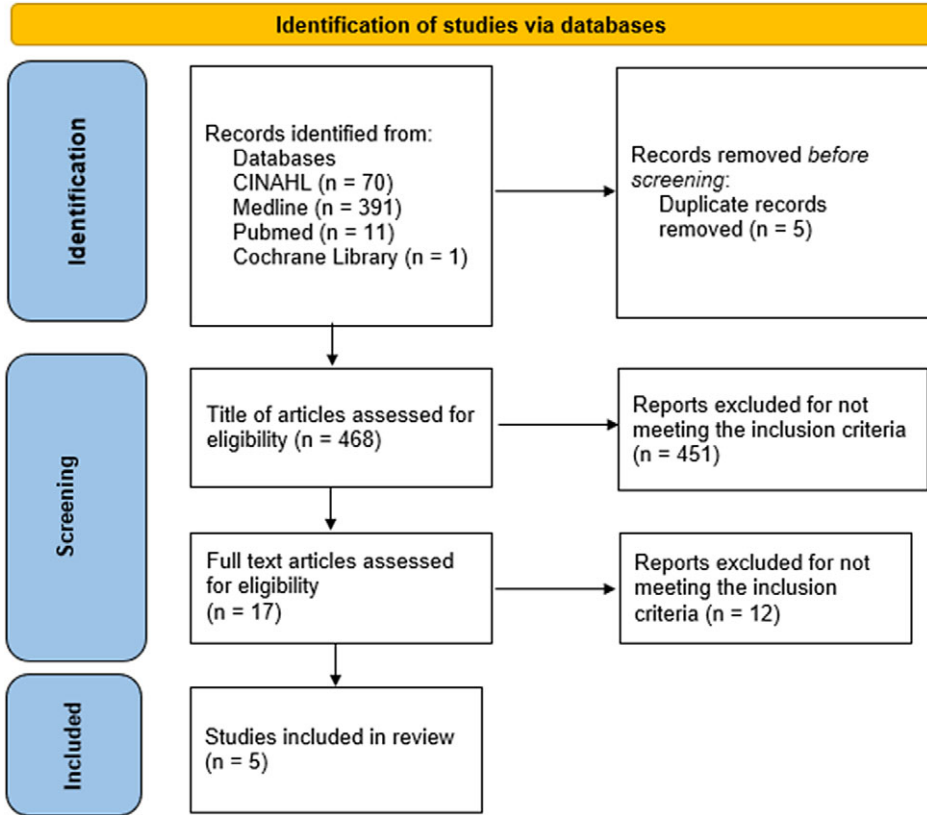 Identification of studies via databases
Identification
Records identified from:
Databases
CINAHL (n = 70)
Medline (n = 391)
Pubmed (n = 11)
Cochrane Library (n = 1)
Records removed before
screening:
Duplicate records
removed (n = 5)
Screening
Title of articles assessed for
eligibility (n = 468)
Reports excluded for not
meeting the inclusion criteria
(n = 451)
Full text articles assessed
for eligibility
(n = 17)
Reports excluded for not
meeting the inclusion
criteria (n = 12)
Included
Studies included in review
(n = 5)